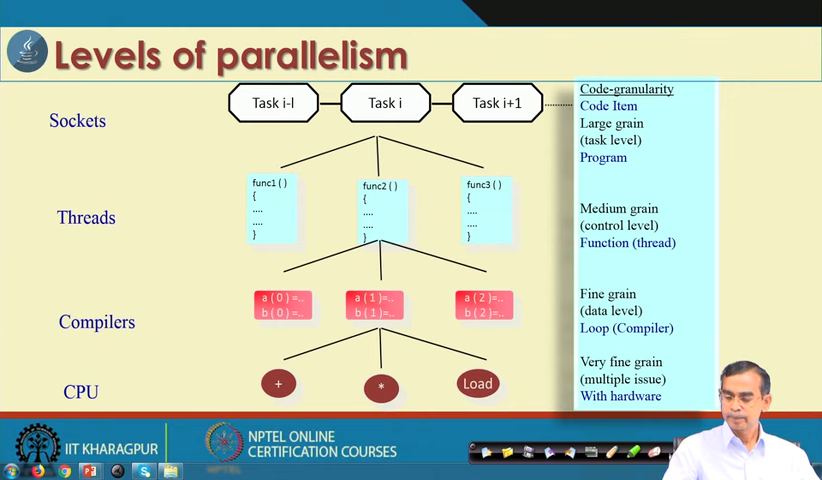 Levels of parallelism
Sockets
Task i-l
Task i
Task i+1
Threads
func1 ( )
{
....
....
}
func2 ( )
{
....
....
}
func3 ( )
{
....
....
}
Compilers
a ( 0 ) =..
b ( 0 ) =..
a ( 1 ) =..
b ( 1 ) =..
a ( 2 ) =..
b ( 2 ) =..
CPU
+
*
Load
Code-granularity
Code Item
Large grain
(task level)
Program
Medium grain
(control level)
Function (thread)
Fine grain
(data level)
Loop (Compiler)
Very fine grain
(multiple issue)
With hardware
IIT KHARAGPUR
NPTEL
NPTEL ONLINE
CERTIFICATION COURSES